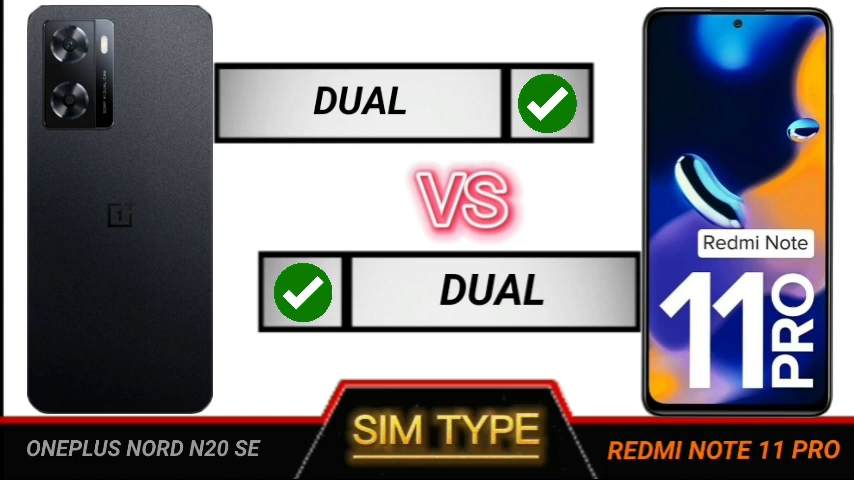 DUAL
VS
DUAL
Redmi Note
11 PRO
SIM TYPE
ONEPLUS NORD N20 SE
REDMI NOTE 11 PRO